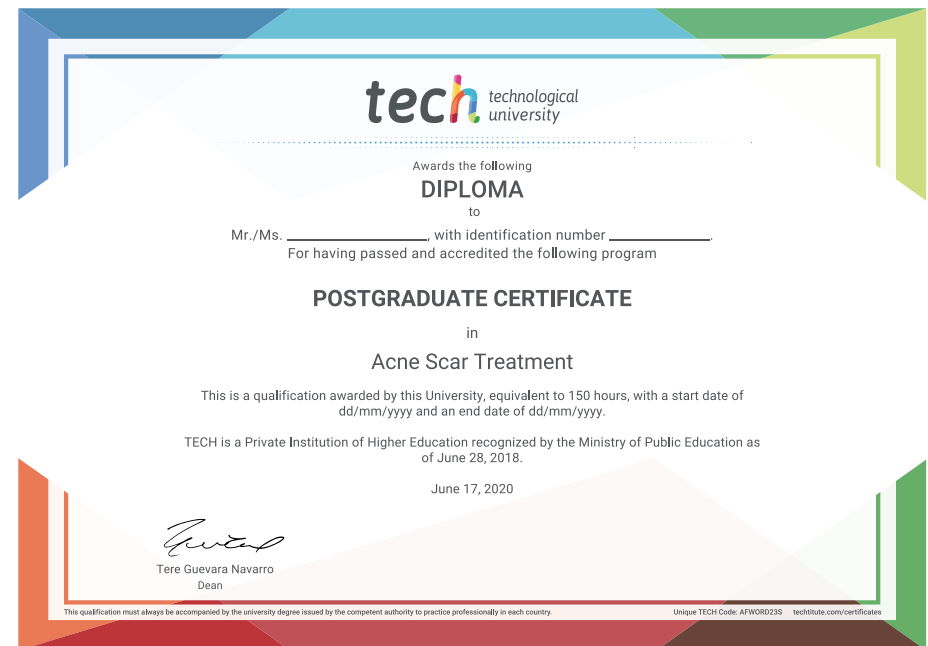 tech technological
university
Awards the following
DIPLOMA
to
Mr./Ms. ____________________, with identification number ______________.
For having passed and accredited the following program
POSTGRADUATE CERTIFICATE
in
Acne Scar Treatment
This is a qualification awarded by this University, equivalent to 150 hours, with a start date of
dd/mm/yyyy and an end date of dd/mm/yyyy.
TECH is a Private Institution of Higher Education recognized by the Ministry of Public Education as
of June 28, 2018.
June 17, 2020
Tere Guevara Navarro
Dean
This qualification must always be accompanied by the university degree issued by the competent authority to practice professionally in each country.
Unique TECH Code: AFWORD23S techtitute.com/certificates